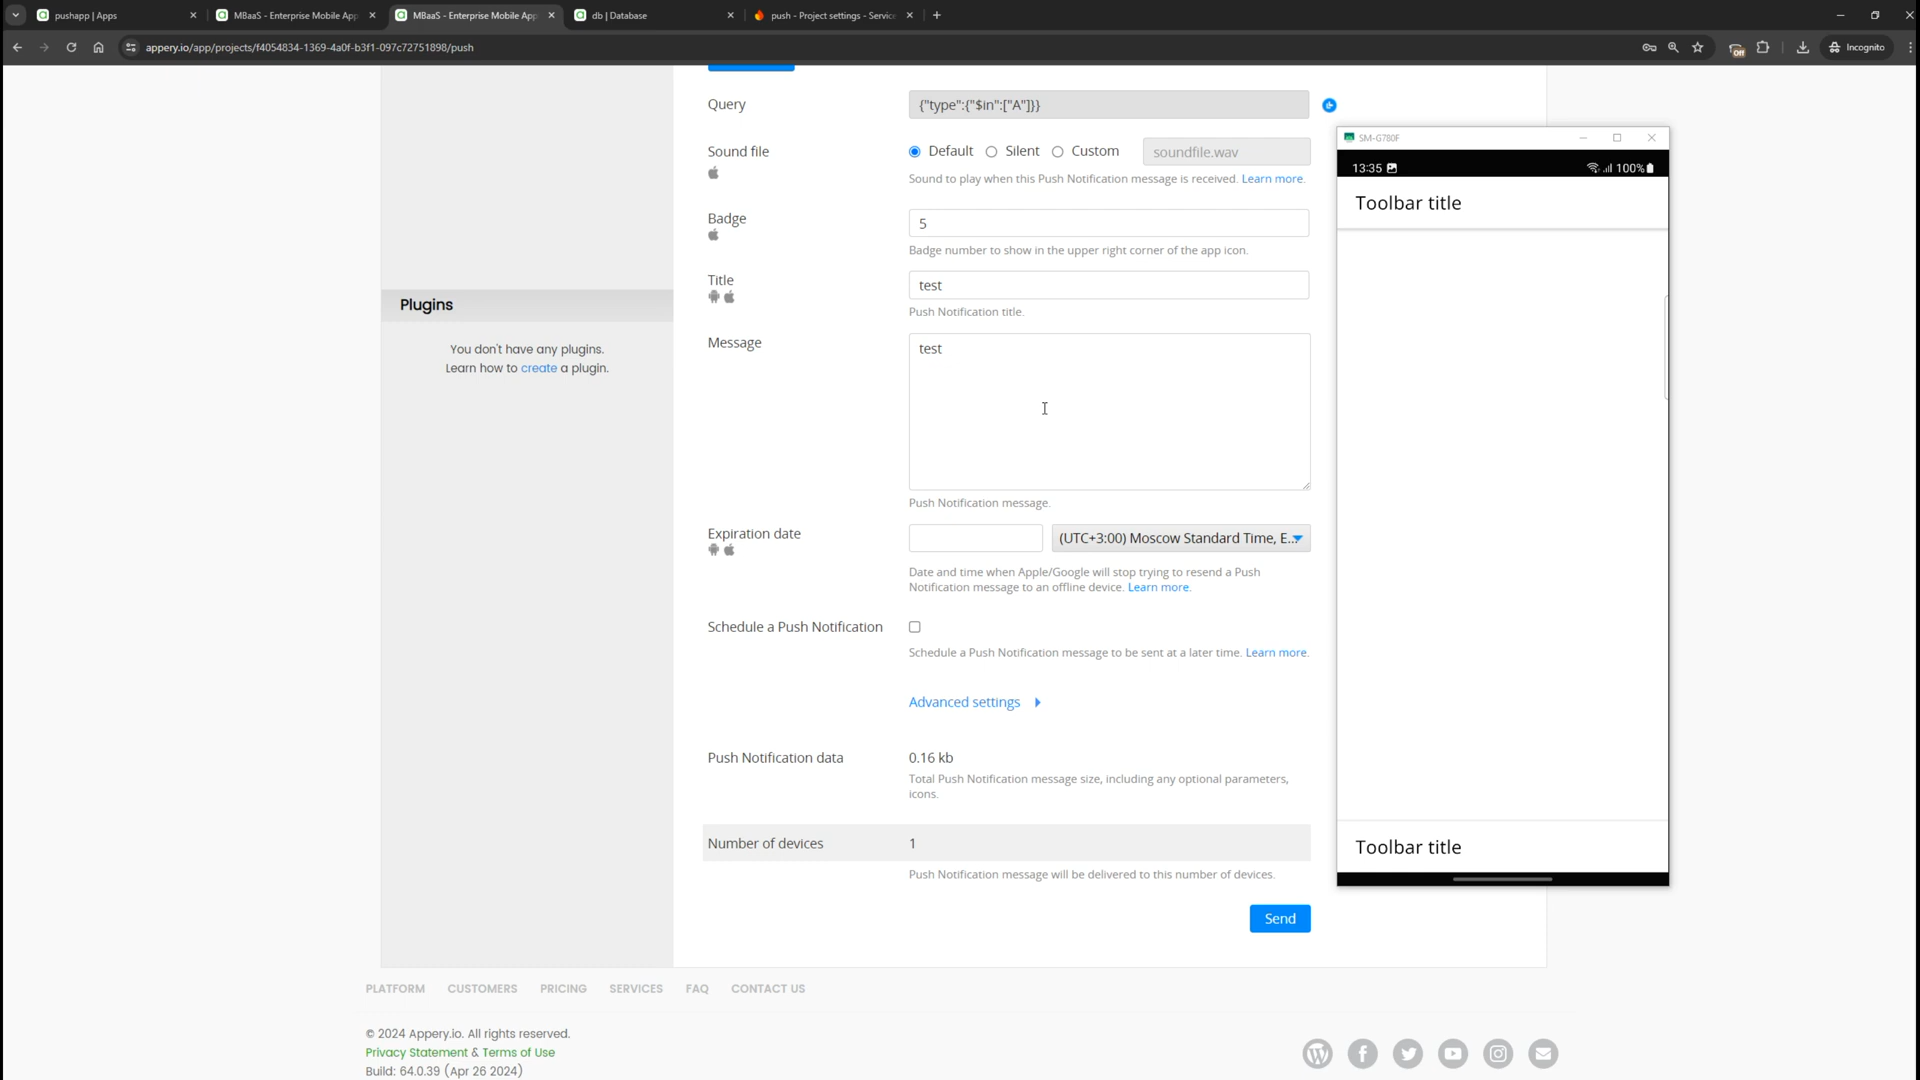 pushapp | Apps
MBaaS - Enterprise Mobile App
MBaaS - Enterprise Mobile App
db | Database
push - Project settings - Service
appery.io/app/projects/f4054834-1369-4a0f-b3f1-097c72751898/push
Off
Incognito
Query
{"type":{"$in":["A"]}}
Sound file
Default
Silent
Custom
soundfile.wav
Sound to play when this Push Notification message is received. Learn more.
Badge
5
Badge number to show in the upper right corner of the app icon.
Title
test
Push Notification title.
Message
test
Push Notification message.
Expiration date
(UTC+3:00) Moscow Standard Time, E...
Date and time when Apple/Google will stop trying to resend a Push
Notification message to an offline device. Learn more.
Schedule a Push Notification
Schedule a Push Notification message to be sent at a later time. Learn more.
Advanced settings
Push Notification data
0.16 kb
Total Push Notification message size, including any optional parameters,
icons.
Number of devices
1
Push Notification message will be delivered to this number of devices.
Send
Plugins
You don't have any plugins.
Learn how to create a plugin.
SM-G780F
13:35
100%
Toolbar title
Toolbar title
PLATFORM
CUSTOMERS
PRICING
SERVICES
FAQ
CONTACT US
© 2024 Appery.io. All rights reserved.
Privacy Statement & Terms of Use
Build: 64.0.39 (Apr 26 2024)